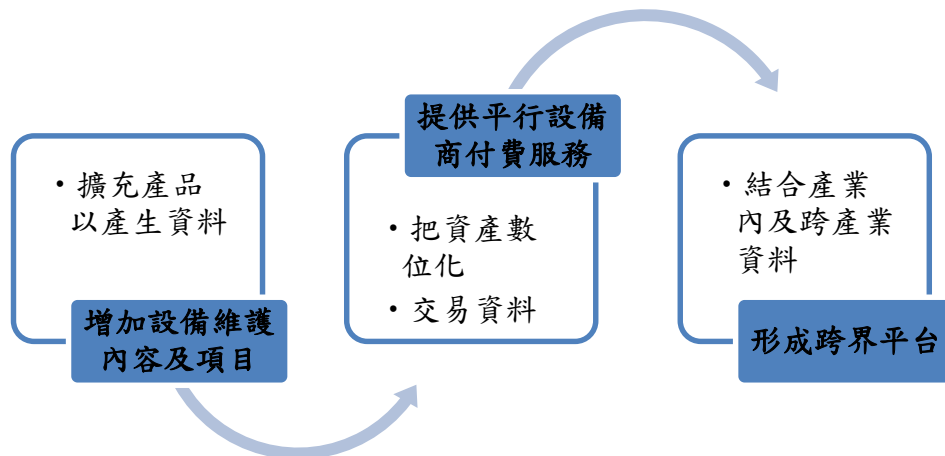 • 擴充產品
以產生資料
增加設備維護
內容及項目
提供平行設備
商付費服務
• 把資產數
位化
• 交易資料
• 結合產業
內及跨產業
資料
形成跨界平台